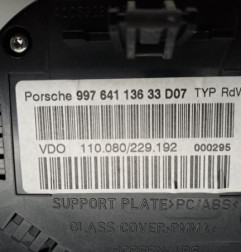 Porsche 997 641 136 33 D07 TYP RdW
VDO 110.080/229.192 000295
SUPPORT PLATE>PC/ABS<
GLASS COVER>PMMA<